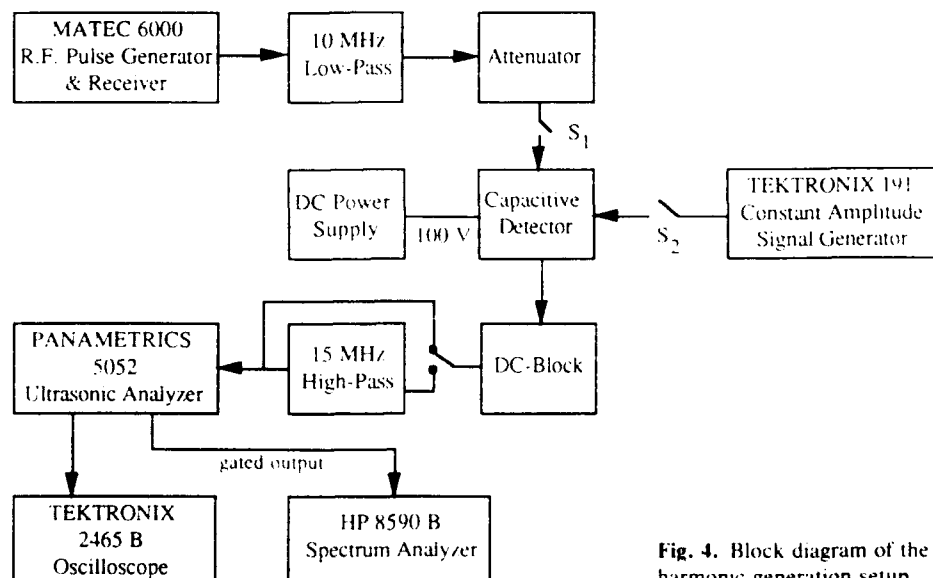 MATEC 6000
R.F. Pulse Generator
& Receiver
10 MHz
Low-Pass
Attenuator
S1
DC Power
Supply
100 V
Capacitive
Detector
S2
TEKTRONIX 191
Constant Amplitude
Signal Generator
PANAMETRICS
5052
Ultrasonic Analyzer
15 MHz
High-Pass
DC-Block
gated output
TEKTRONIX
2465 B
Oscilloscope
HP 8590 B
Spectrum Analyzer
Fig. 4. Block diagram of the
harmonic generation setup